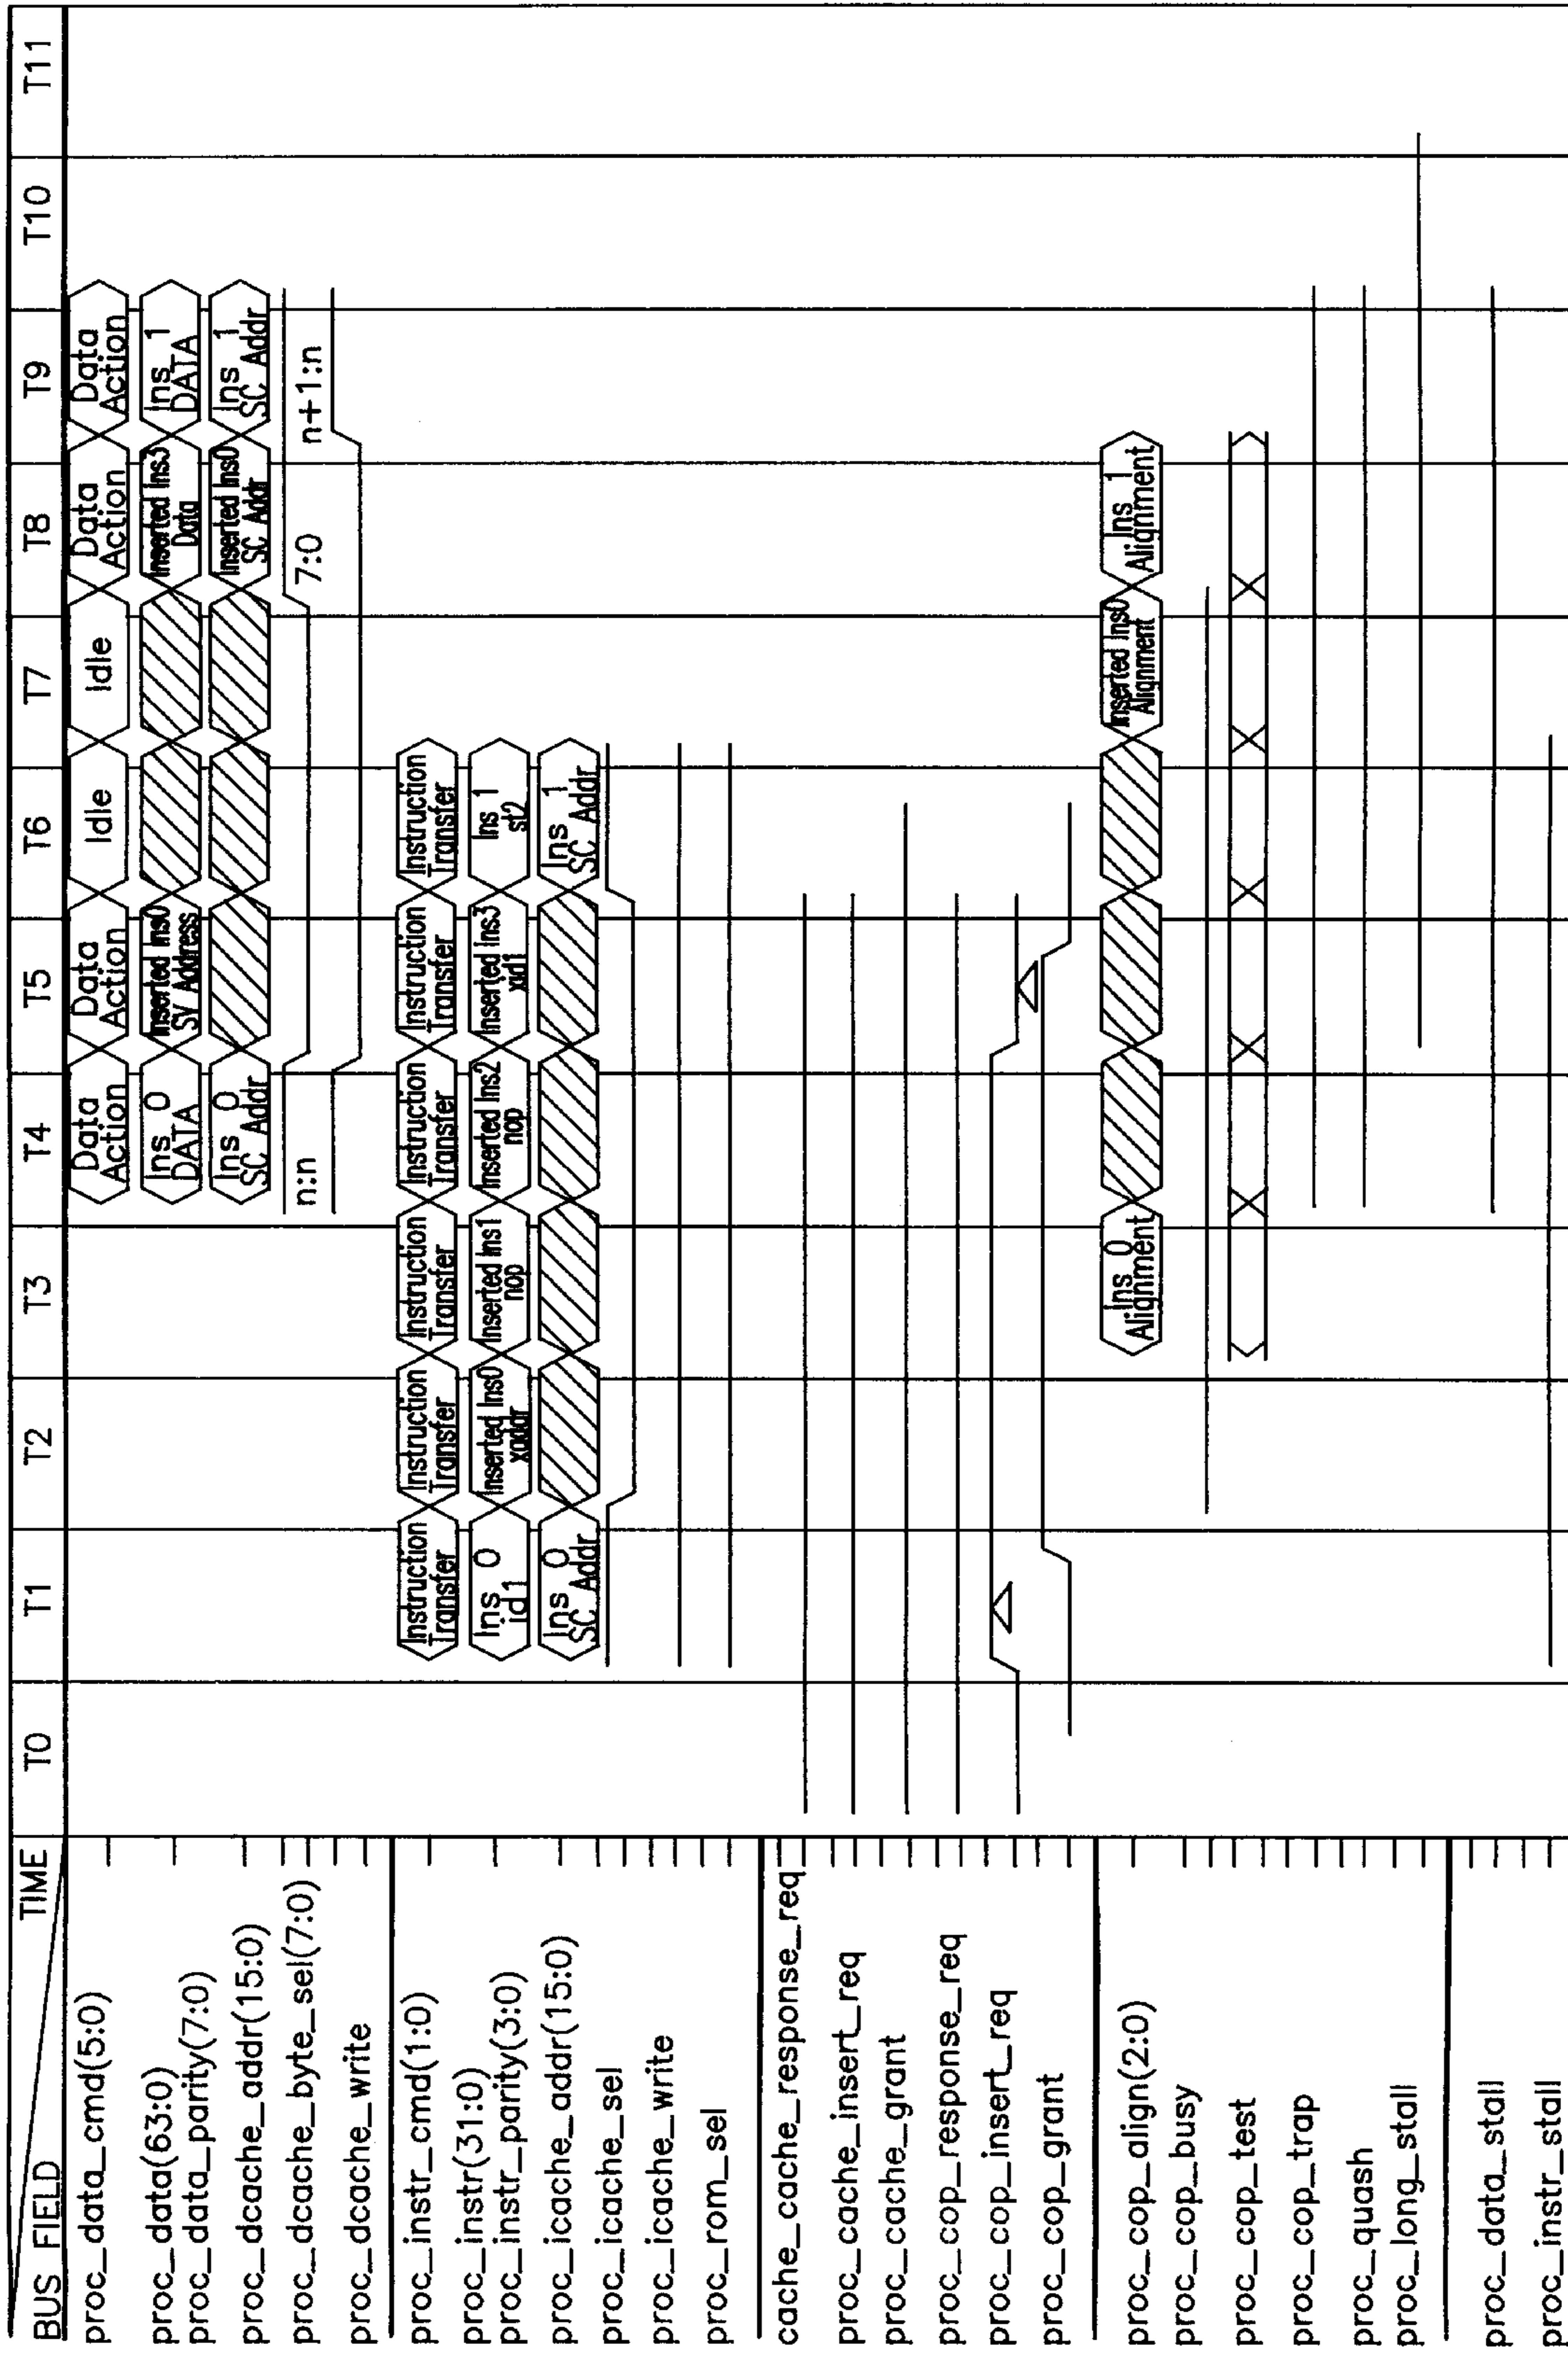 BUS FIELD TIME T0 T1 T2 T3 T4 T5 T6 T7 T8 T9 T10 T11
proc_data_cmd(5:0) Data Action Data Action Idle Idle Data Action Data Action
proc_data(63:0)
proc_data_parity(7:0) Ins 0 DATA Inserted Ins0 SV Address Inserted Ins3 Data Ins 1 DATA
proc_dcache_addr(15:0) Ins 0 SC Addr Inserted Ins0 SC Addr Ins 1 SC Addr
proc_dcache_byte_sel(7:0) n:n 7:0 n+1:n
proc_dcache_write
proc_instr_cmd(1:0) Instruction Transfer Instruction Transfer Instruction Transfer Instruction Transfer Instruction Transfer Instruction Transfer
proc_instr(31:0)
proc_instr_parity(3:0) Ins 0 id1 Inserted Ins0 xaddr Inserted Ins1 nop Inserted Ins2 nop Inserted Ins3 xld1 Ins 1 st2
proc_icache_addr(15:0) Ins 0 SC Addr Ins 1 SC Addr
proc_icache_sel
proc_icache_write
proc_rom_sel
cache_cache_response_req
proc_cache_insert_req
proc_cache_grant
proc_cop_response_req
proc_cop_insert_req
proc_cop_grant
proc_cop_align(2:0) Ins 0 Alignment Inserted Ins0 Alignment Ins 1 Alignment
proc_cop_busy
proc_cop_test
proc_cop_trap
proc_quash
proc_long_stall
proc_data_stall
proc_instr_stall